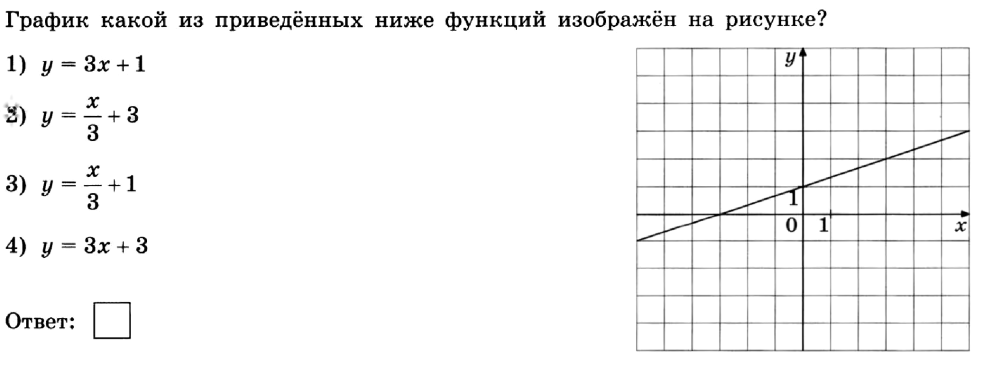 График какой из приведённых ниже функций изображён на рисунке?
1) y = 3x + 1
2) y = x/3 + 3
3) y = x/3 + 1
4) y = 3x + 3
Ответ:
y
1
0 1 x